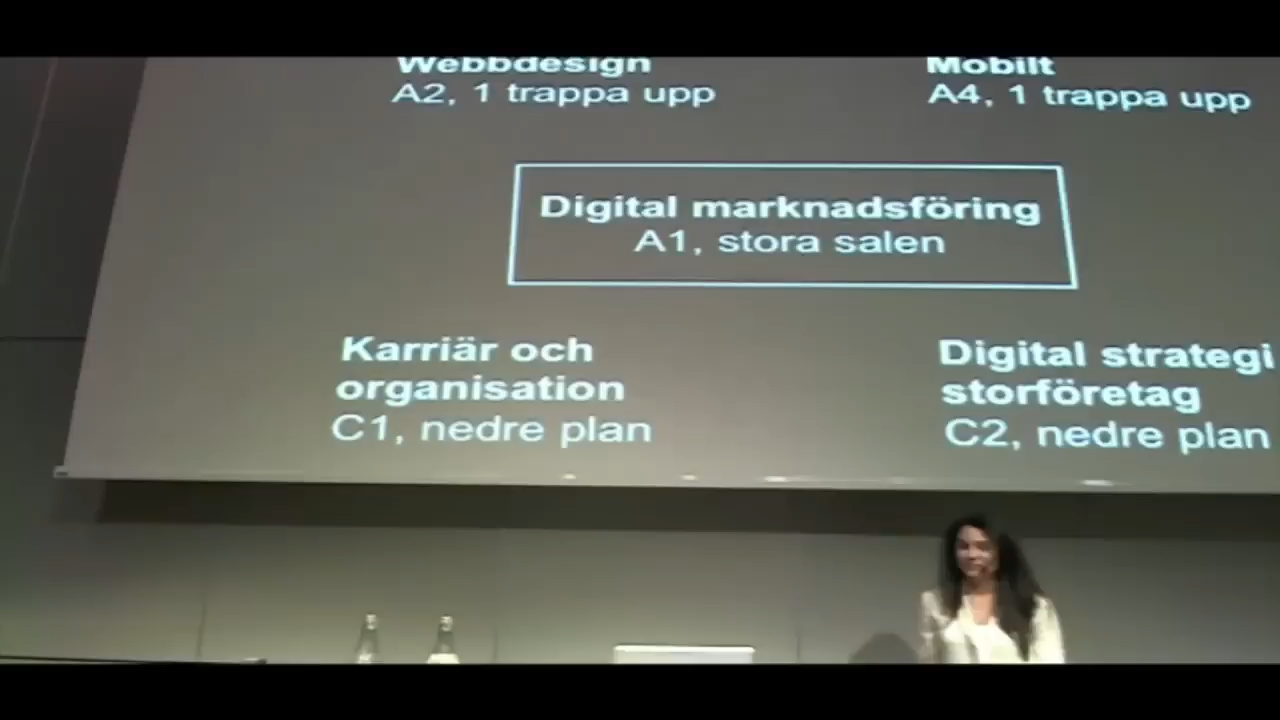 Webbdesign
A2, 1 trappa upp
Mobilt
A4, 1 trappa upp
Digital marknadsföring
A1, stora salen
Karriär och
organisation
C1, nedre plan
Digital strategi
storföretag
C2, nedre plan